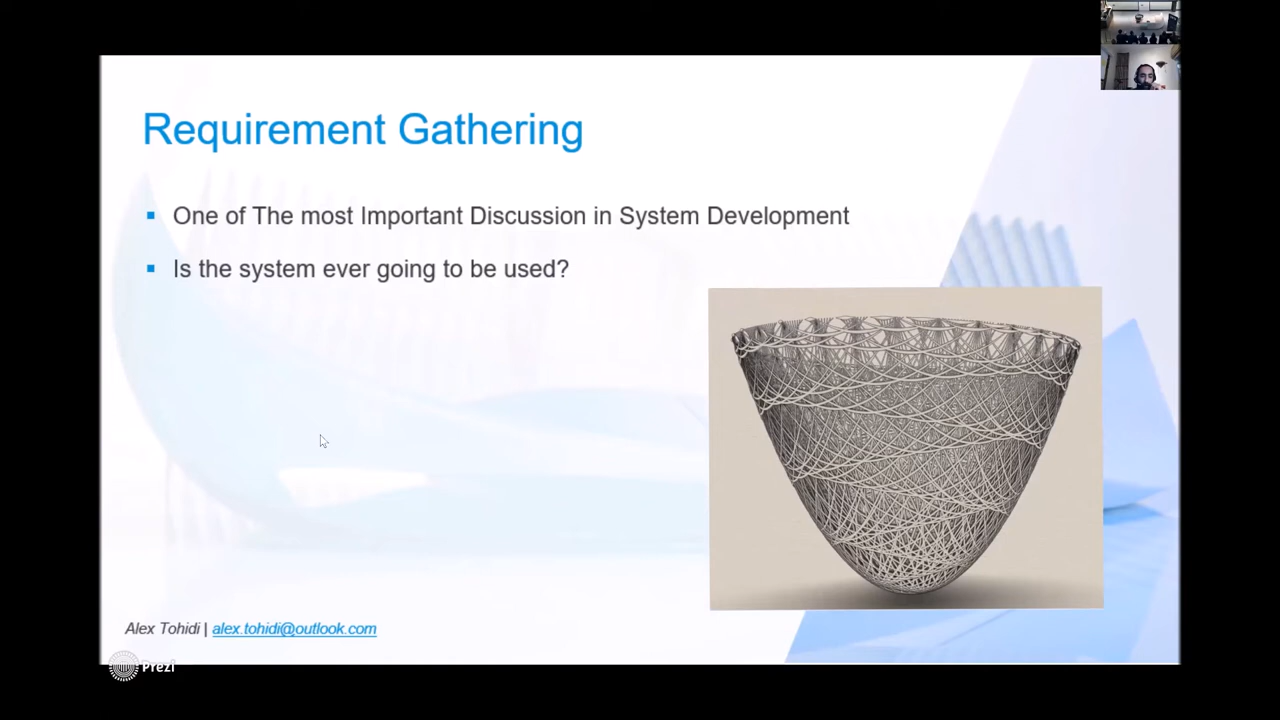 Requirement Gathering
One of The most Important Discussion in System Development
Is the system ever going to be used?
Alex Tohidi | alex.tohidi@outlook.com
Prezi